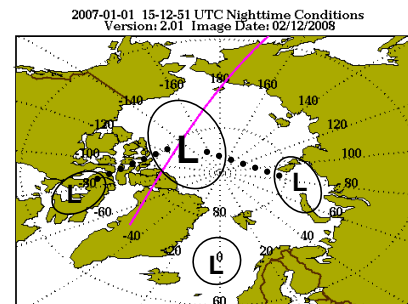 2007-01-01 15-12-51 UTC Nighttime Conditions
Version: 2.01 Image Date: 02/12/2008
180
-160 160
-140 140
-120 120
-100 100
-80 80
-60 60
-40 40
-20 20
0
80
60
L
L
L
L